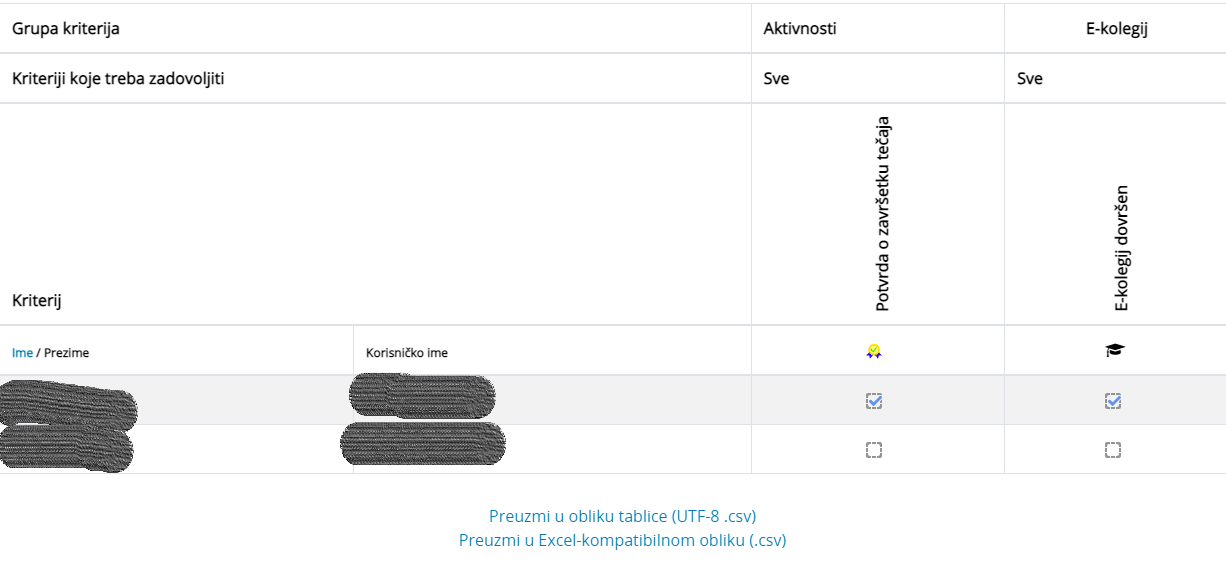 Grupa kriterija Aktivnosti E-kolegij
Kriteriji koje treba zadovoljiti Sve Sve
Kriterij Potvrda o završetku tečaja E-kolegij dovršen
Ime / Prezime Korisničko ime
Preuzmi u obliku tablice (UTF-8 .csv)
Preuzmi u Excel-kompatibilnom obliku (.csv)